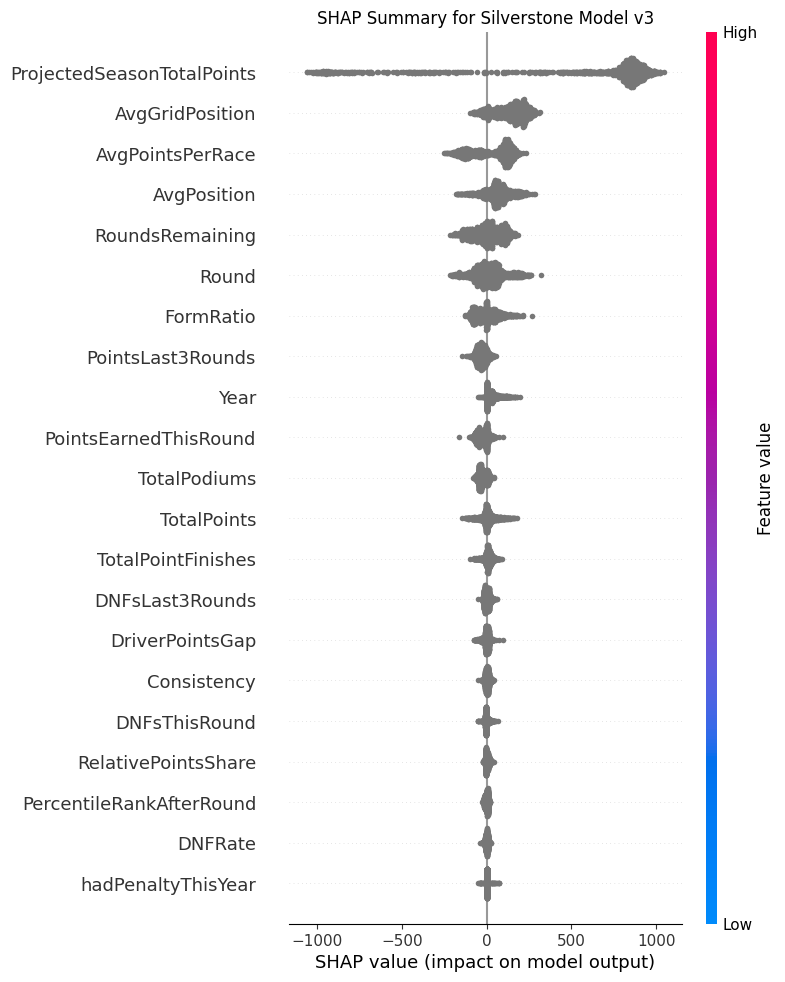 SHAP Summary for Silverstone Model v3
High
ProjectedSeasonTotalPoints
AvgGridPosition
AvgPointsPerRace
AvgPosition
RoundsRemaining
Round
FormRatio
PointsLast3Rounds
Year
PointsEarnedThisRound
TotalPodiums
TotalPoints
TotalPointFinishes
DNFsLast3Rounds
DriverPointsGap
Consistency
DNFsThisRound
RelativePointsShare
PercentileRankAfterRound
DNFRate
hadPenaltyThisYear
Feature value
Low
−1000 −500 0 500 1000
SHAP value (impact on model output)